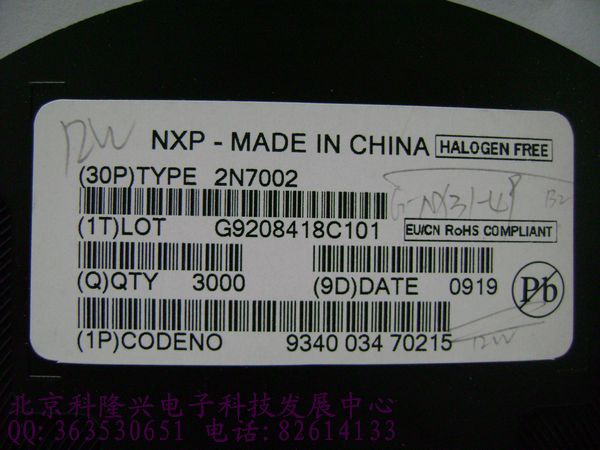 12W
NXP - MADE IN CHINA HALOGEN FREE
(30P)TYPE 2N7002
(1T)LOT G9208418C101
EU/CN RoHS COMPLIANT
(Q)QTY 3000 (9D)DATE 0919
Pb
(1P)CODENO 9340 034 70215
12W
北京科隆兴电子科技发展中心
QQ: 363530651 电话: 82614133